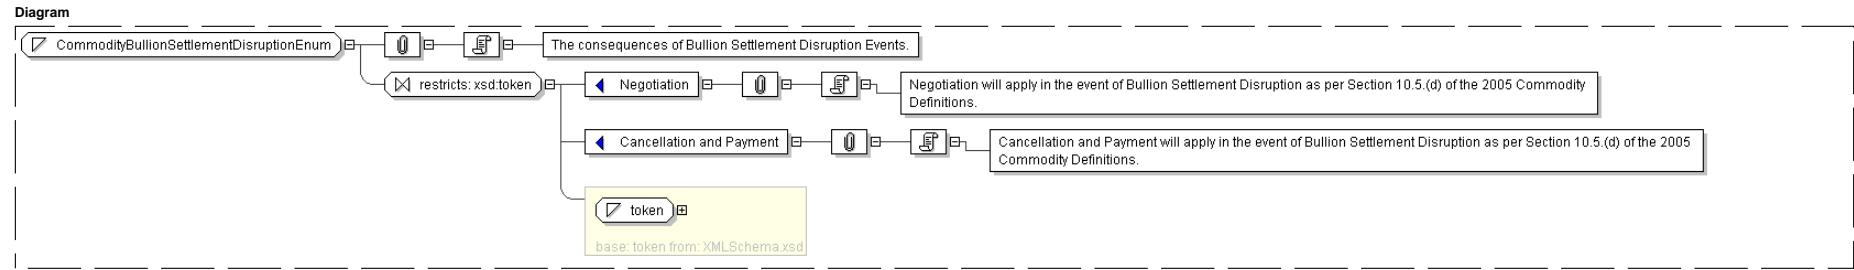 Diagram
CommodityBullionSettlementDisruptionEnum
The consequences of Bullion Settlement Disruption Events.
restricts: xsd:token
Negotiation
Negotiation will apply in the event of Bullion Settlement Disruption as per Section 10.5.(d) of the 2005 Commodity
Definitions.
Cancellation and Payment
Cancellation and Payment will apply in the event of Bullion Settlement Disruption as per Section 10.5.(d) of the 2005
Commodity Definitions.
token
base: token from: XMLSchema.xsd